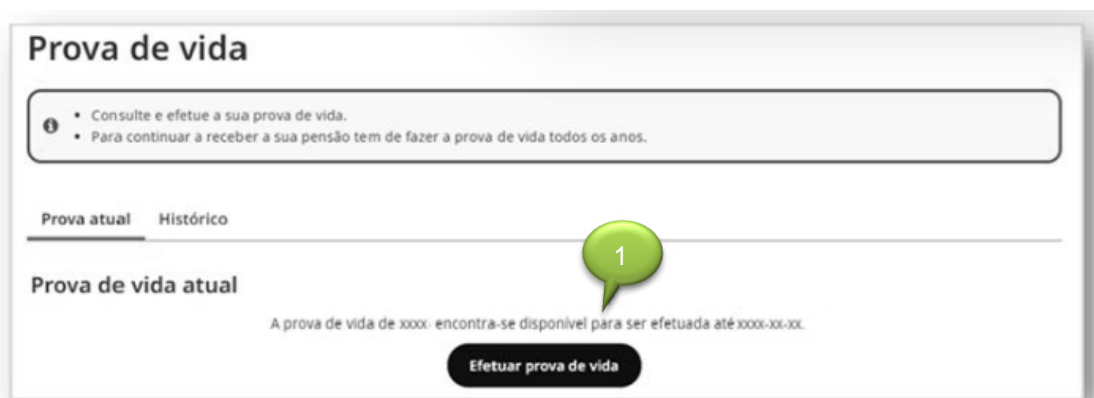 Prova de vida
• Consulte e efetue a sua prova de vida.
• Para continuar a receber a sua pensão tem de fazer a prova de vida todos os anos.
Prova atual Histórico
1
Prova de vida atual
A prova de vida de xxxx encontra-se disponível para ser efetuada até xxxx-xx-xx.
Efetuar prova de vida